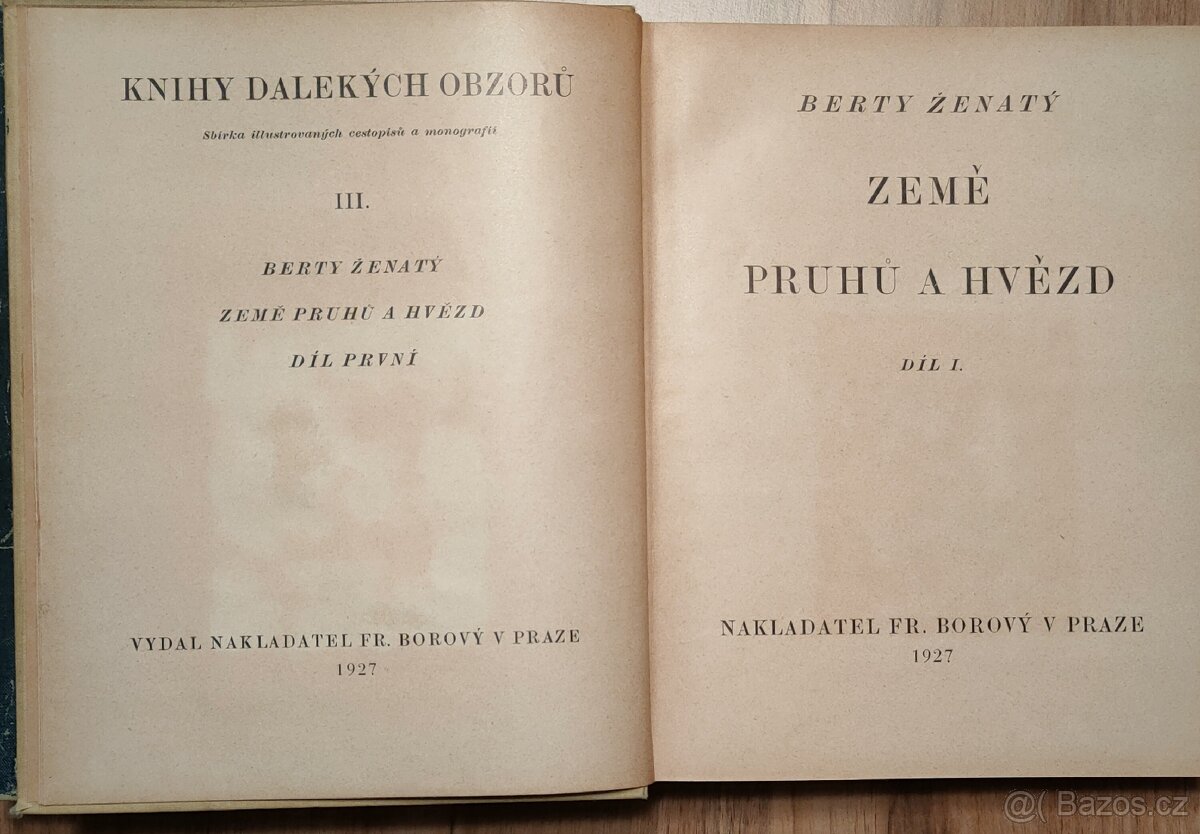 KNIHY DALEKÝCH OBZORŮ
Sbírka illustrovaných cestopisů a monografií
III.
BERTY ŽENATÝ
ZEMĚ PRUHŮ A HVĚZD
DÍL PRVNÍ
VYDAL NAKLADATEL FR. BOROVÝ V PRAZE
1927
BERTY ŽENATÝ
ZEMĚ
PRUHŮ A HVĚZD
DÍL I.
NAKLADATEL FR. BOROVÝ V PRAZE
1927
@( Bazos.cz